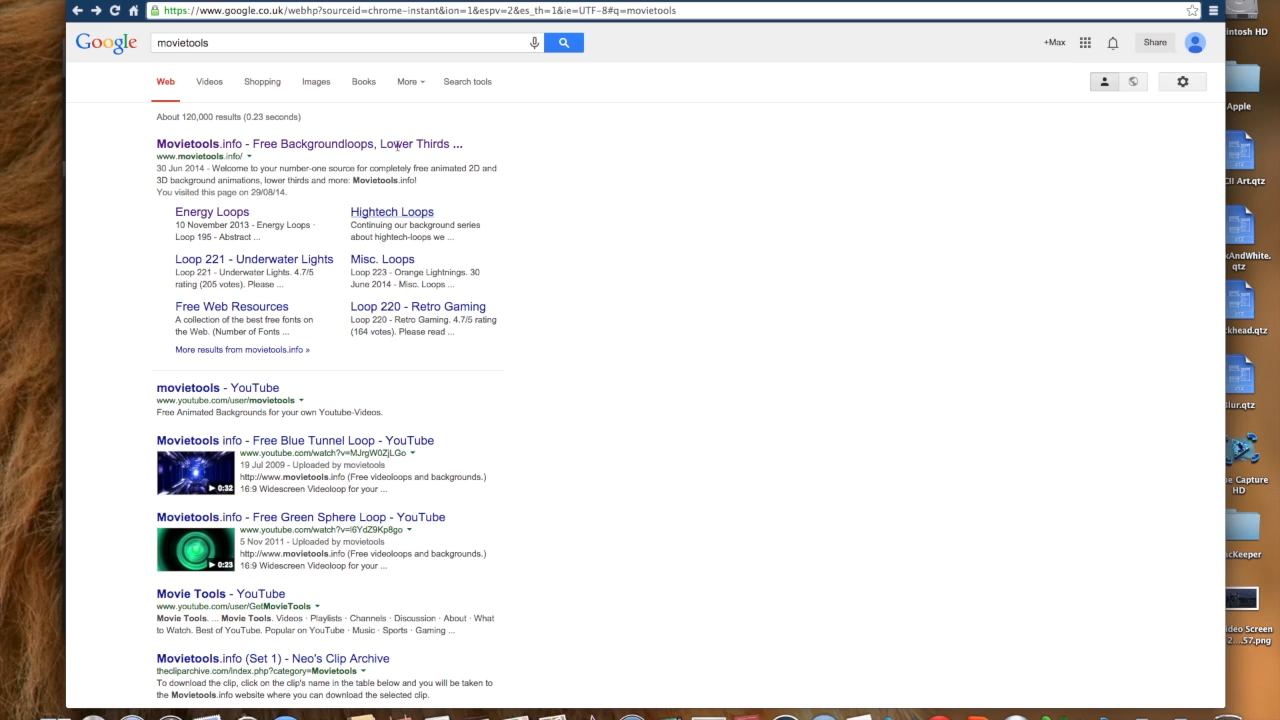 https://www.google.co.uk/webhp?sourceid=chrome-instant&ion=1&espv=2&es_th=1&ie=UTF-8#q=movietools
intosh HD
Google
movietools
+Max
Share
Web
Videos
Shopping
Images
Books
More
Search tools
Apple
About 120,000 results (0.23 seconds)
Movietools.info - Free Backgroundloops, Lower Thirds ...
www.movietools.info/
30 Jun 2014 - Welcome to your number-one source for completely free animated 2D and
3D background animations, lower thirds and more: Movietools.info!
You visited this page on 29/08/14.
CII Art.qtz
Energy Loops
10 November 2013 - Energy Loops ·
Loop 195 - Abstract ...
Hightech Loops
Continuing our background series
about hightech-loops we ...
Loop 221 - Underwater Lights
Loop 221 - Underwater Lights. 4.7/5
rating (205 votes). Please ...
Misc. Loops
Loop 223 - Orange Lightnings. 30
June 2014 - Misc. Loops ...
kAndWhite.
qtz
Free Web Resources
A collection of the best free fonts on
the Web. (Number of Fonts ...
Loop 220 - Retro Gaming
Loop 220 - Retro Gaming. 4.7/5 rating
(164 votes). Please read ...
ckhead.qtz
More results from movietools.info »
movietools - YouTube
www.youtube.com/user/movietools
Free Animated Backgrounds for your own Youtube-Videos.
lur.qtz
Movietools info - Free Blue Tunnel Loop - YouTube
www.youtube.com/watch?v=MJrgW0ZjLGo
19 Jul 2009 - Uploaded by movietools
http://www.movietools.info (Free videoloops and backgrounds.)
16:9 Widescreen Videoloop for your ...
0:32
e Capture
HD
Movietools.info - Free Green Sphere Loop - YouTube
www.youtube.com/watch?v=l6YdZ9Kp8go
5 Nov 2011 - Uploaded by movietools
http://www.movietools.info (Free videoloops and backgrounds.)
16:9 Widescreen Videoloop for your ...
0:23
acKeeper
Movie Tools - YouTube
www.youtube.com/user/GetMovieTools
Movie Tools. ... Movie Tools. Videos · Playlists · Channels · Discussion · About · What
to Watch. Best of YouTube. Popular on YouTube · Music · Sports · Gaming ...
ideo Screen
2....57.png
Movietools.info (Set 1) - Neo's Clip Archive
thecliparchive.com/index.php?category=Movietools
To download the clip, click on the clip's name in the table below and you will be taken to
the Movietools.info website where you can download the selected clip.